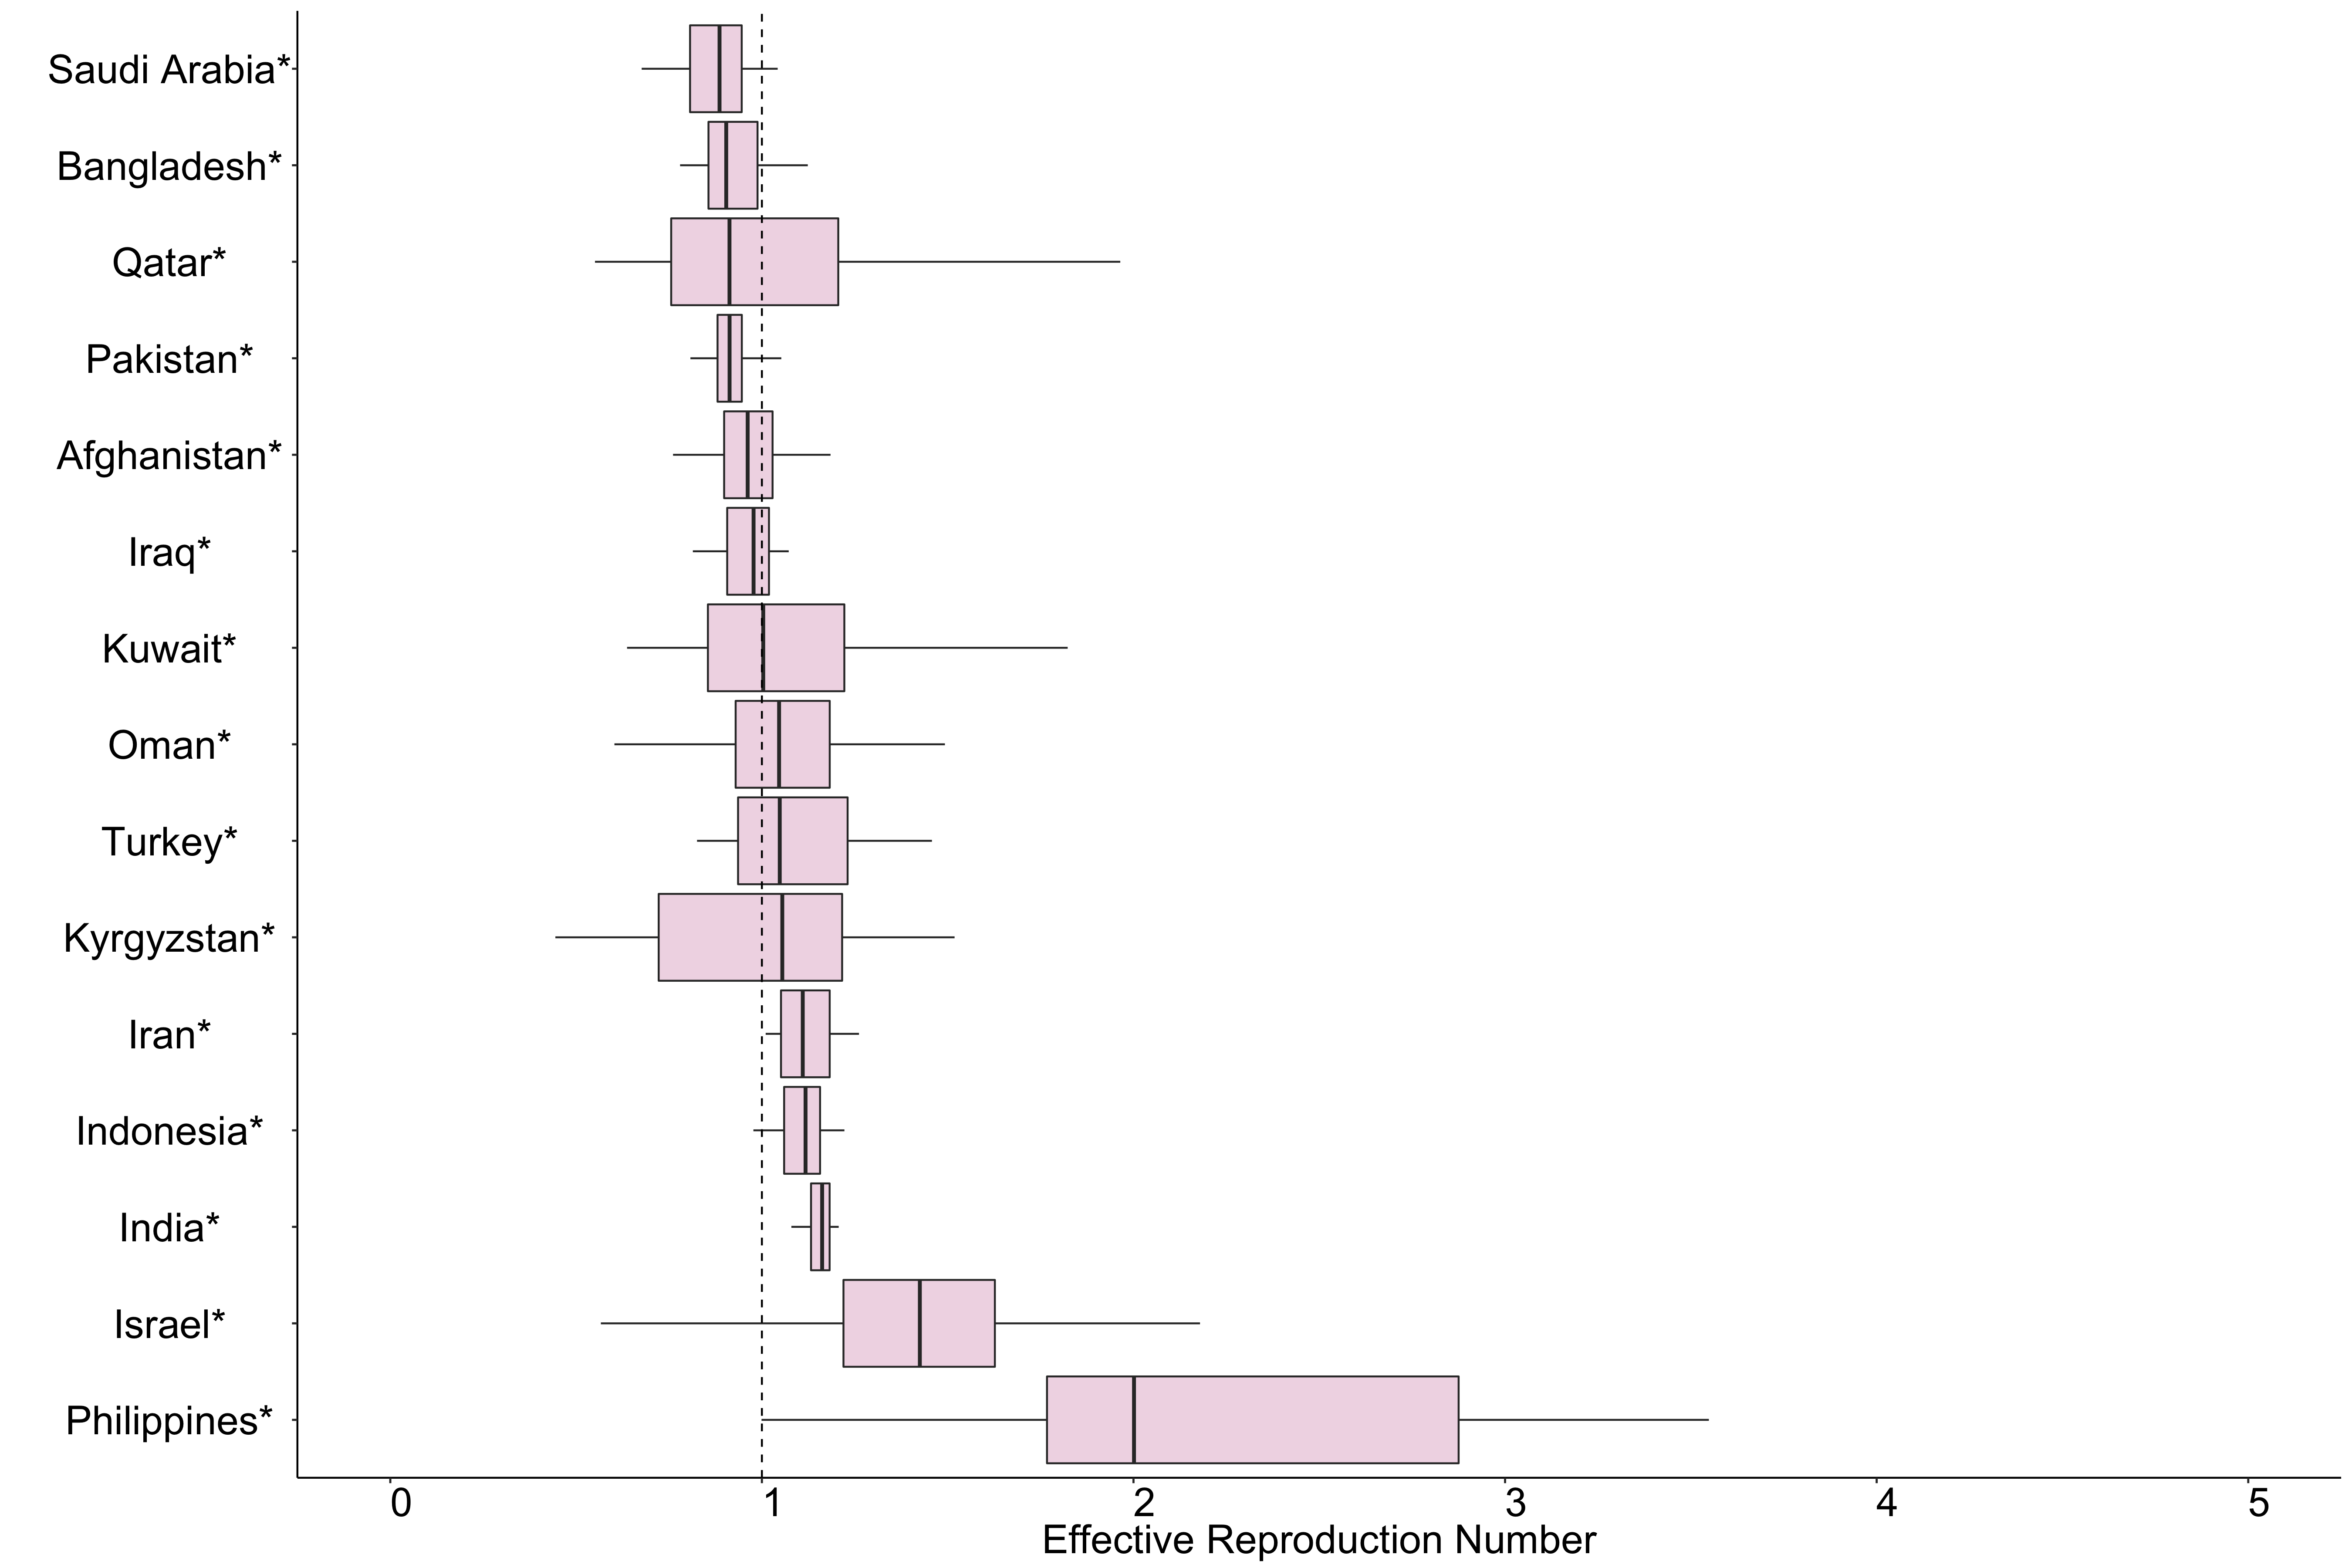 Saudi Arabia*
Bangladesh*
Qatar*
Pakistan*
Afghanistan*
Iraq*
Kuwait*
Oman*
Turkey*
Kyrgyzstan*
Iran*
Indonesia*
India*
Israel*
Philippines*
0 1 2 3 4 5
Effective Reproduction Number